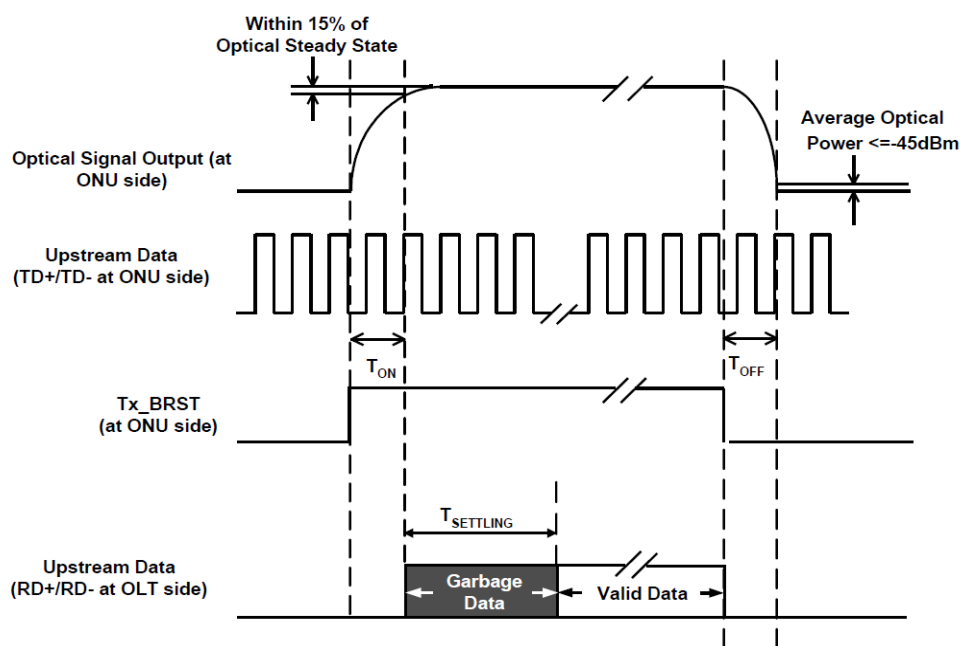 Within 15% of
Optical Steady State
Average Optical
Power <=-45dBm
Optical Signal Output (at
ONU side)
Upstream Data
(TD+/TD- at ONU side)
TON
TOFF
Tx_BRST
(at ONU side)
TSETTLING
Upstream Data
(RD+/RD- at OLT side)
Garbage
Data
Valid Data